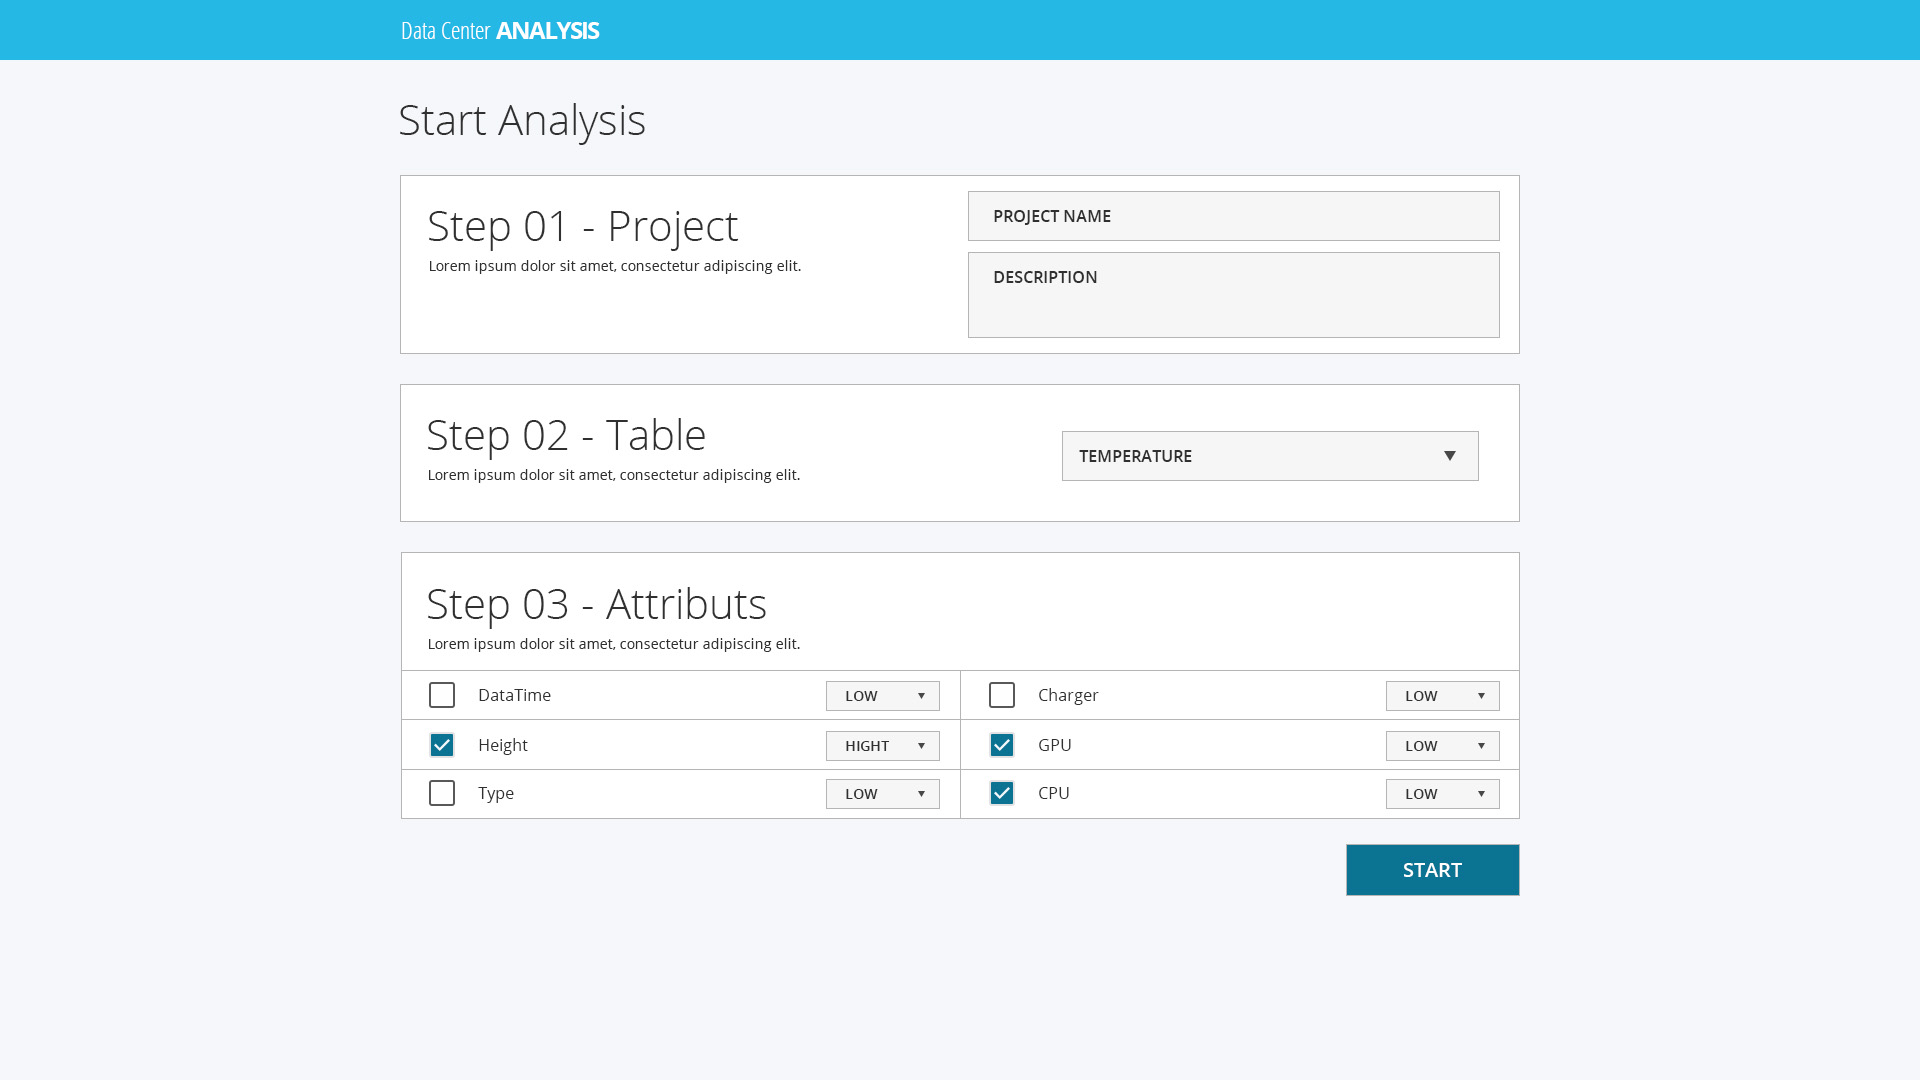 Data Center ANALYSIS
Start Analysis
Step 01 - Project
Lorem ipsum dolor sit amet, consectetur adipiscing elit.
PROJECT NAME
DESCRIPTION
Step 02 - Table
Lorem ipsum dolor sit amet, consectetur adipiscing elit.
TEMPERATURE
Step 03 - Attributs
Lorem ipsum dolor sit amet, consectetur adipiscing elit.
DataTime LOW Charger LOW
Height HIGHT GPU LOW
Type LOW CPU LOW
START